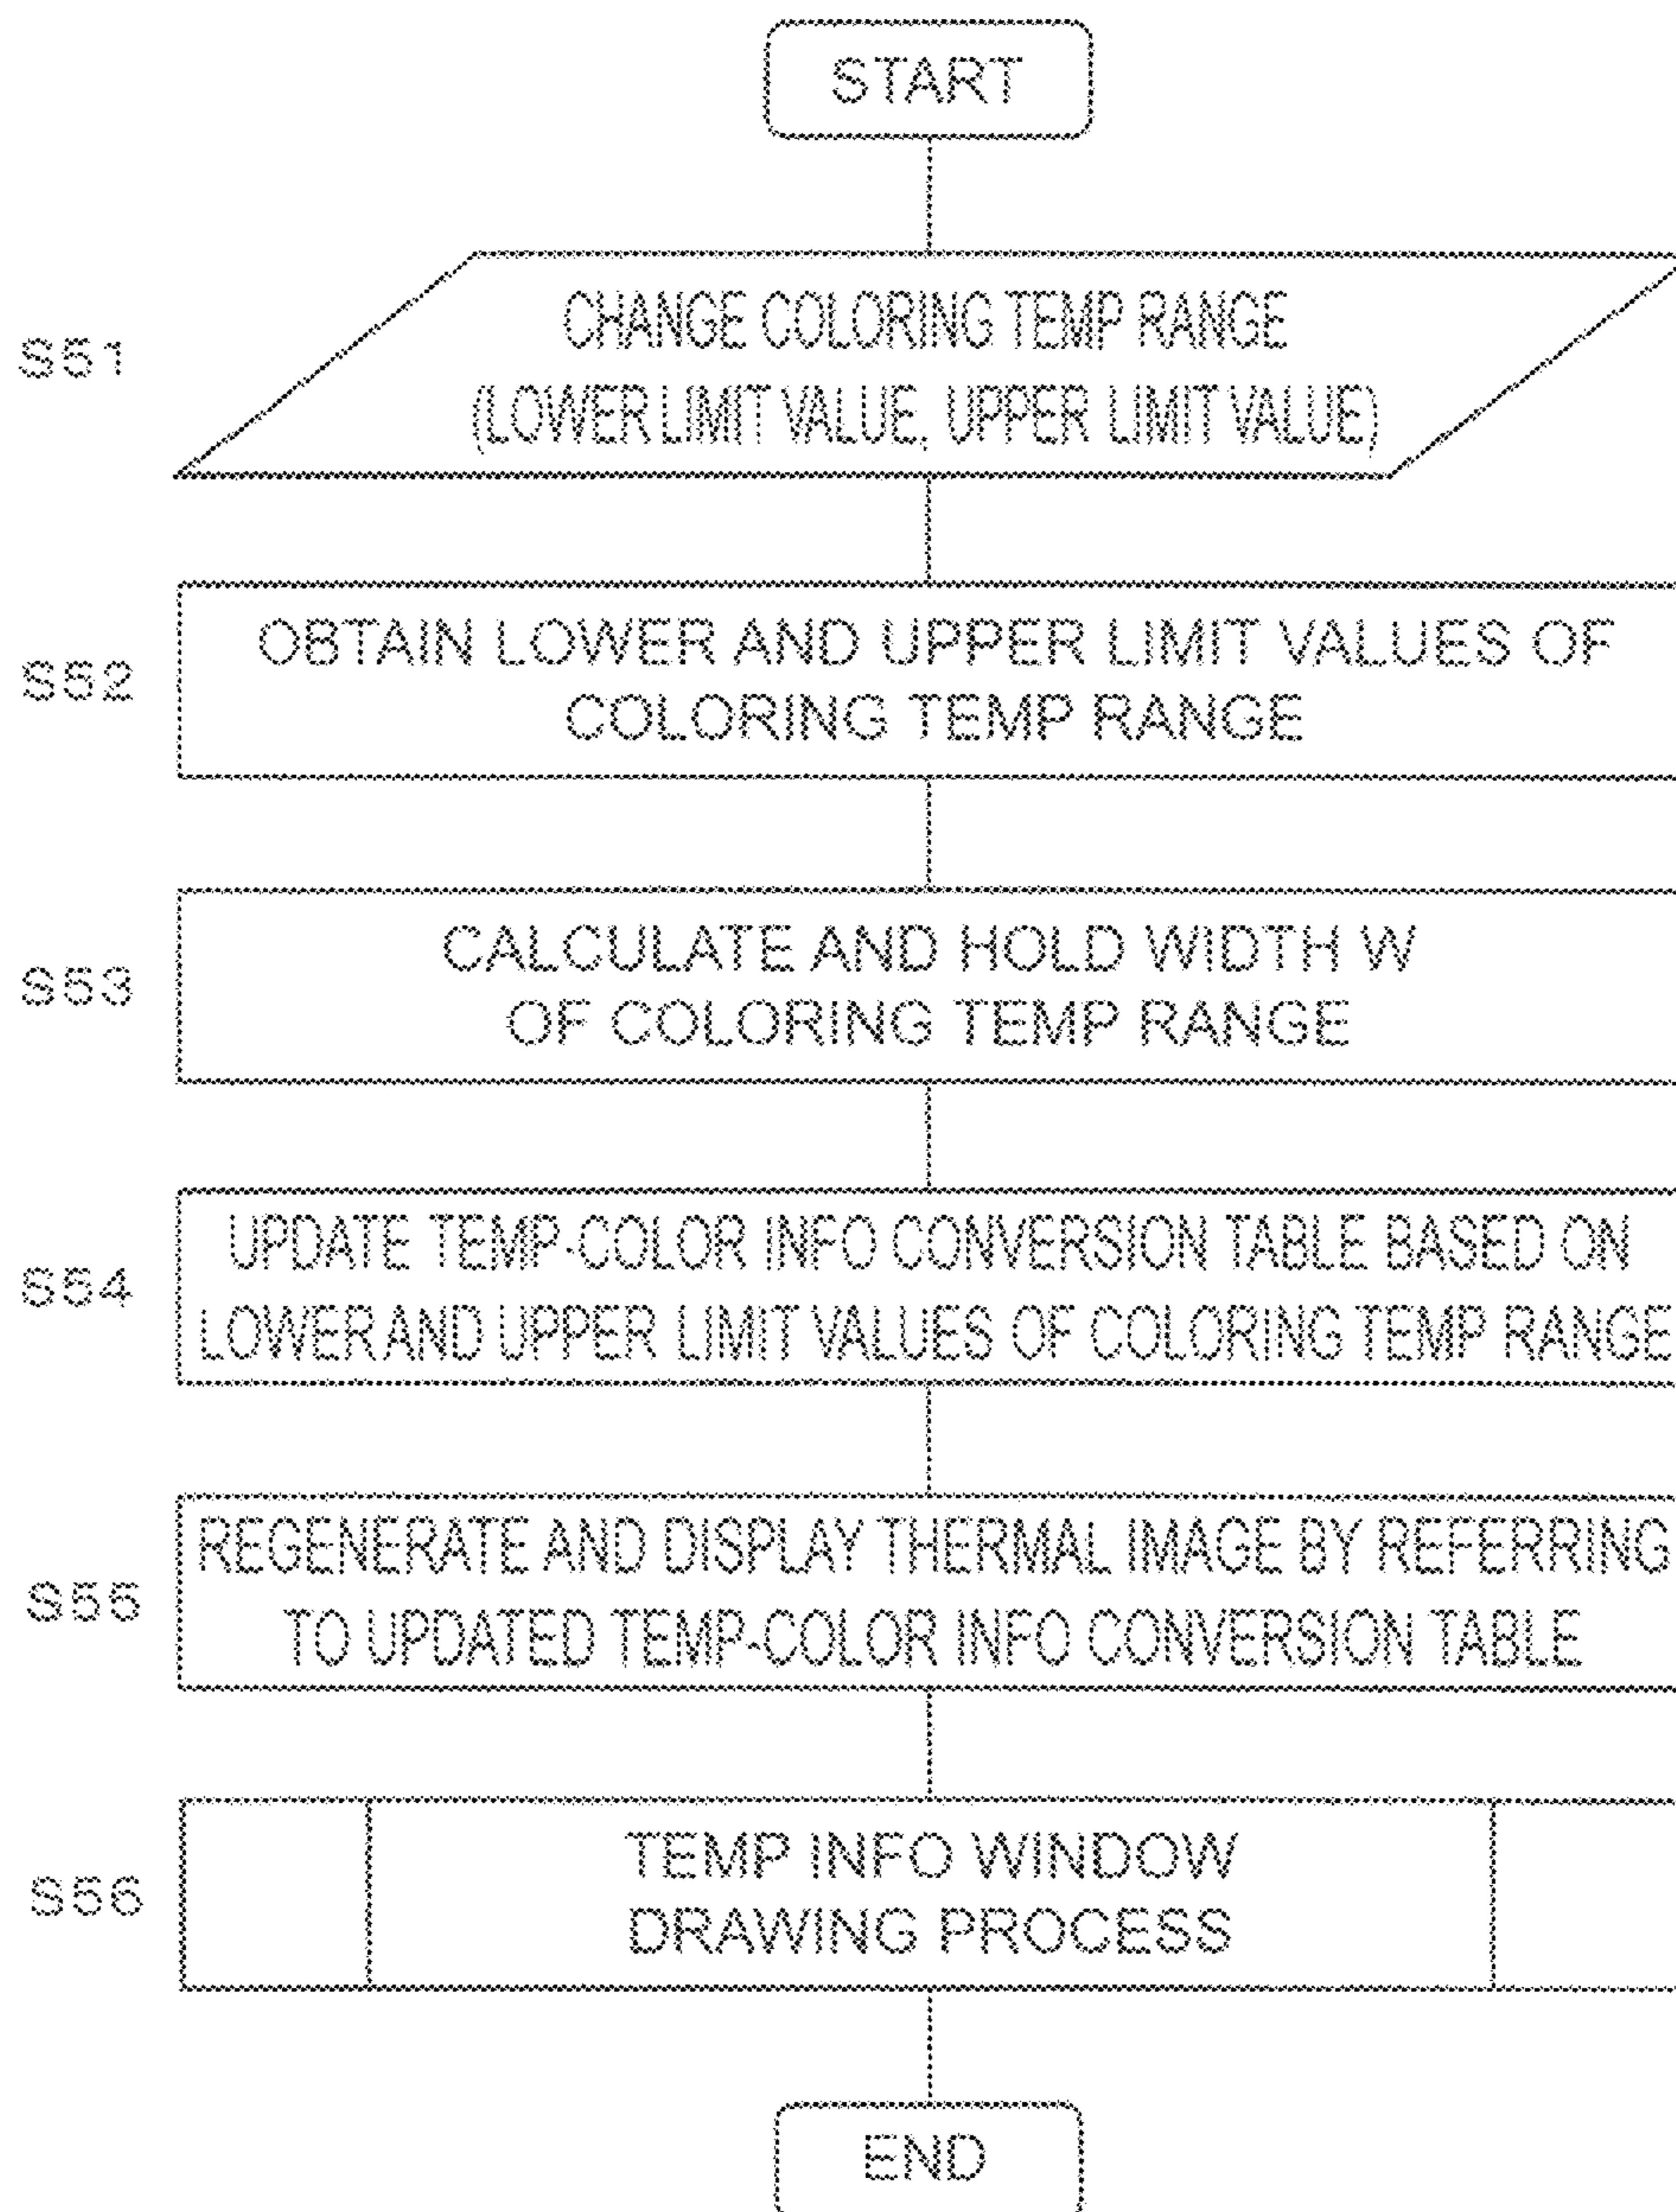 START
S51
CHANGE COLORING TEMP RANGE
(LOWER LIMIT VALUE, UPPER LIMIT VALUE)
S52
OBTAIN LOWER AND UPPER LIMIT VALUES OF
COLORING TEMP RANGE
S53
CALCULATE AND HOLD WIDTH W
OF COLORING TEMP RANGE
S54
UPDATE TEMP-COLOR INFO CONVERSION TABLE BASED ON
LOWER AND UPPER LIMIT VALUES OF COLORING TEMP RANGE
S55
REGENERATE AND DISPLAY THERMAL IMAGE BY REFERRING
TO UPDATED TEMP-COLOR INFO CONVERSION TABLE
S56
TEMP INFO WINDOW
DRAWING PROCESS
END